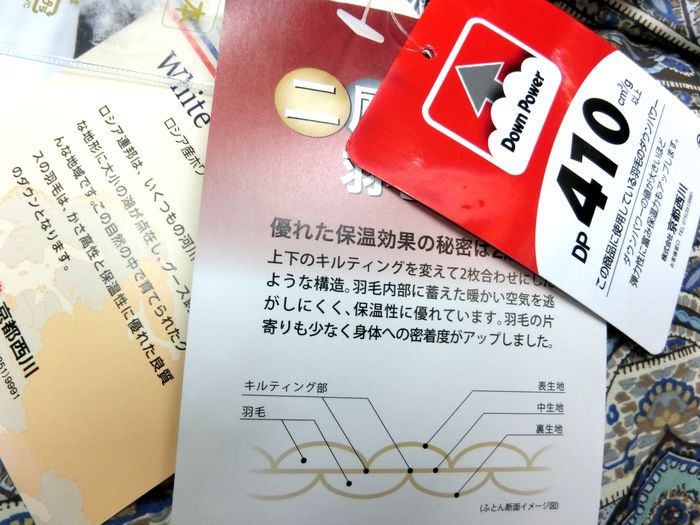 Down Power
DP 410 cm³/g
以上
この商品に使用している羽毛のダウンパワー
ダウンパワーの値が大きいほど
弾力性に富み保温力もアップします。
株式会社 京都西川
二層
羽毛
優れた保温効果の秘密は2
上下のキルティングを変えて2枚合わせにした
ような構造。羽毛内部に蓄えた暖かい空気を逃
がしにくく、保温性に優れています。羽毛の片
寄りも少なく身体への密着度がアップしました。
キルティング部
羽毛
表生地
中生地
裏生地
(ふとん断面イメージ図)
本
White
ロシア産ホワ
ロシア連邦は、いくつもの河川
な地形に大小の湖が点在し、グース
んな地域です。この自然の中で育てられたグ
スの羽毛は、かさ高性と保温性に優れた良質
のダウンとなります。
京都西川
51)9991